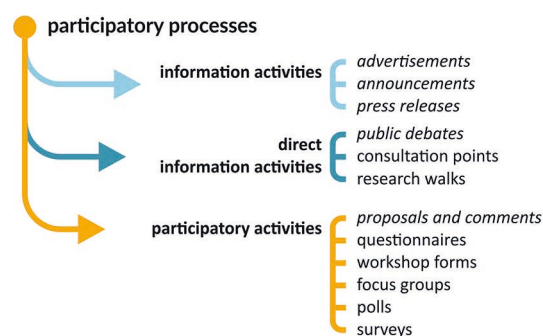 participatory processes
information activities
advertisements
announcements
press releases
direct
information activities
public debates
consultation points
research walks
participatory activities
proposals and comments
questionnaires
workshop forms
focus groups
polls
surveys